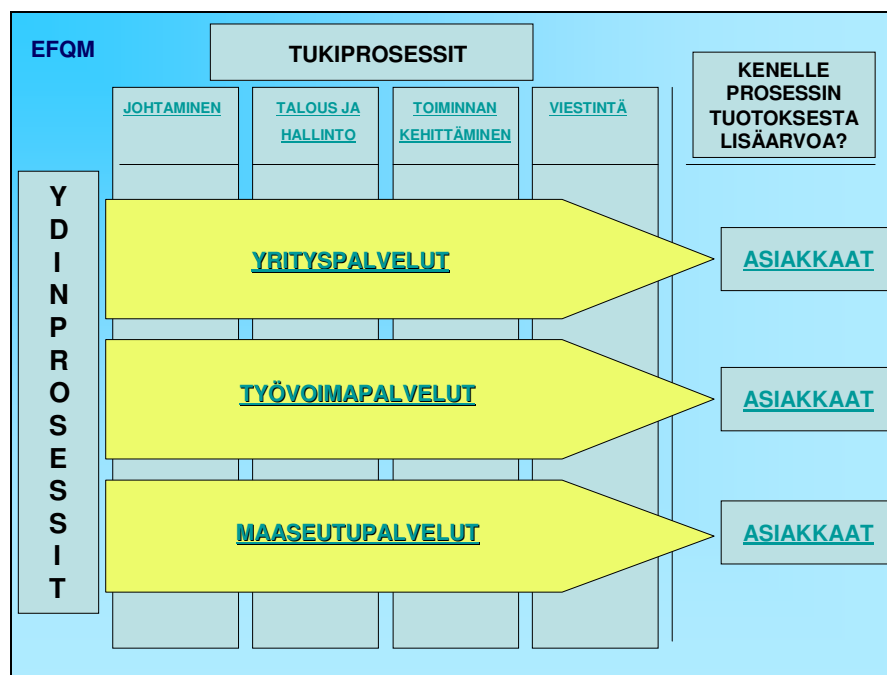 EFQM
TUKIPROSESSIT
KENELLE
PROSESSIN
TUOTOKSESTA
LISÄARVOA?
JOHTAMINEN
TALOUS JA
HALLINTO
TOIMINNAN
KEHITTÄMINEN
VIESTINTÄ
YDINPROSESSIT
YRITYSPALVELUT
ASIAKKAAT
TYÖVOIMAPALVELUT
ASIAKKAAT
MAASEUTUPALVELUT
ASIAKKAAT